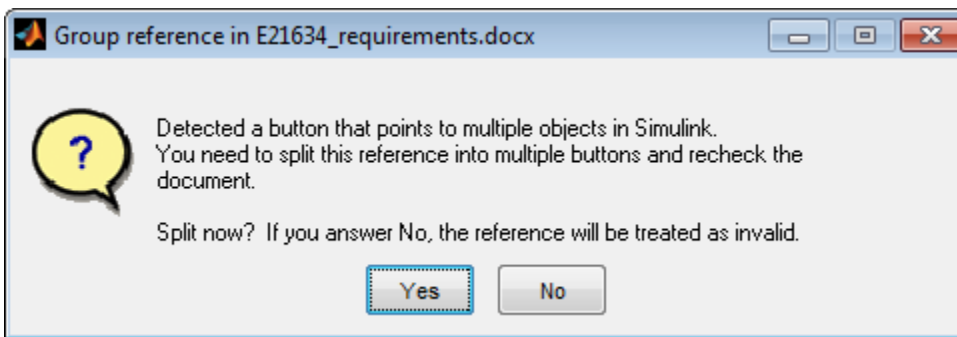 Group reference in E21634_requirements.docx
?
Detected a button that points to multiple objects in Simulink.
You need to split this reference into multiple buttons and recheck the
document.
Split now?  If you answer No, the reference will be treated as invalid.
Yes
No